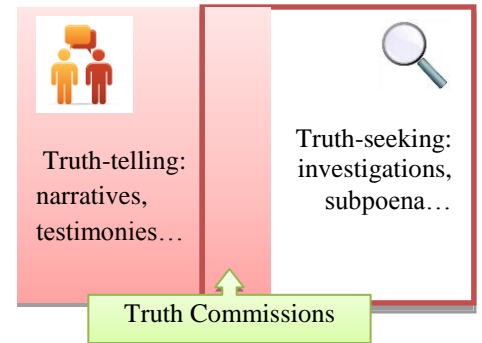 Truth-telling:
narratives,
testimonies…
Truth-seeking:
investigations,
subpoena…
Truth Commissions